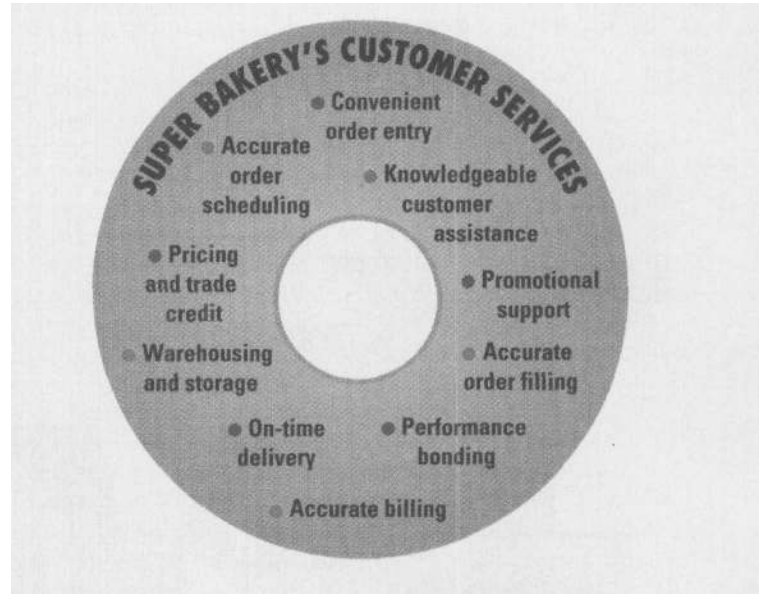 SUPER BAKERY'S CUSTOMER SERVICES
• Convenient
order entry
• Accurate
order
scheduling
• Knowledgeable
customer
assistance
• Pricing
and trade
credit
• Promotional
support
• Warehousing
and storage
• Accurate
order filling
• On-time
delivery
• Performance
bonding
• Accurate billing